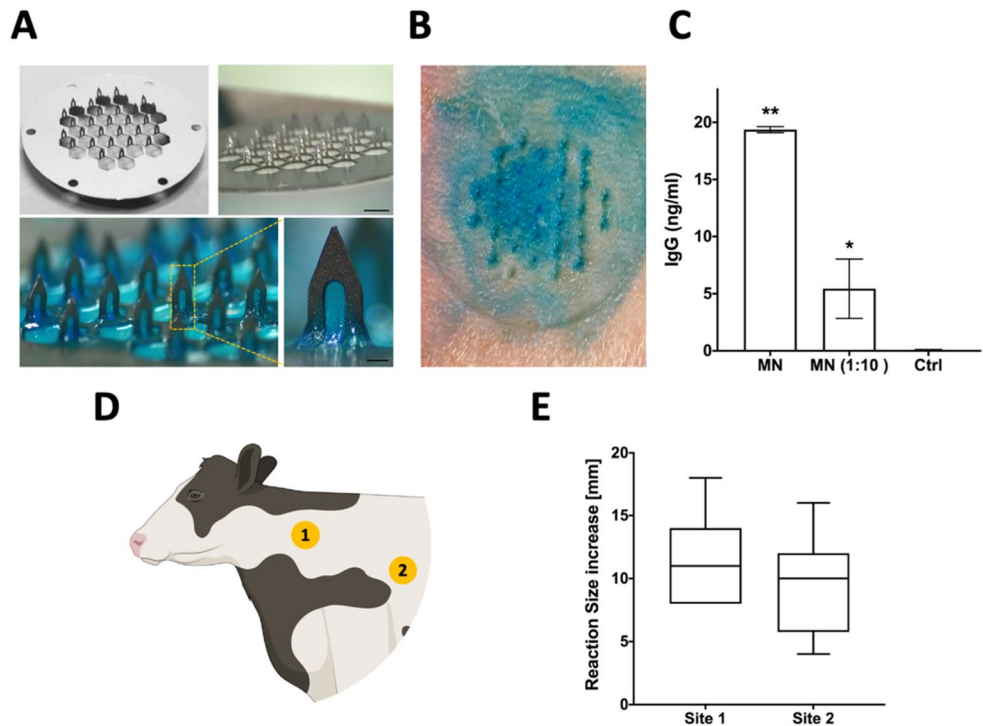 A
B
C
IgG (ng/ml)
20
15
10
5
0
**
*
MN
MN (1:10 )
Ctrl
D
1
2
E
Reaction Size increase [mm]
20
15
10
5
0
Site 1
Site 2